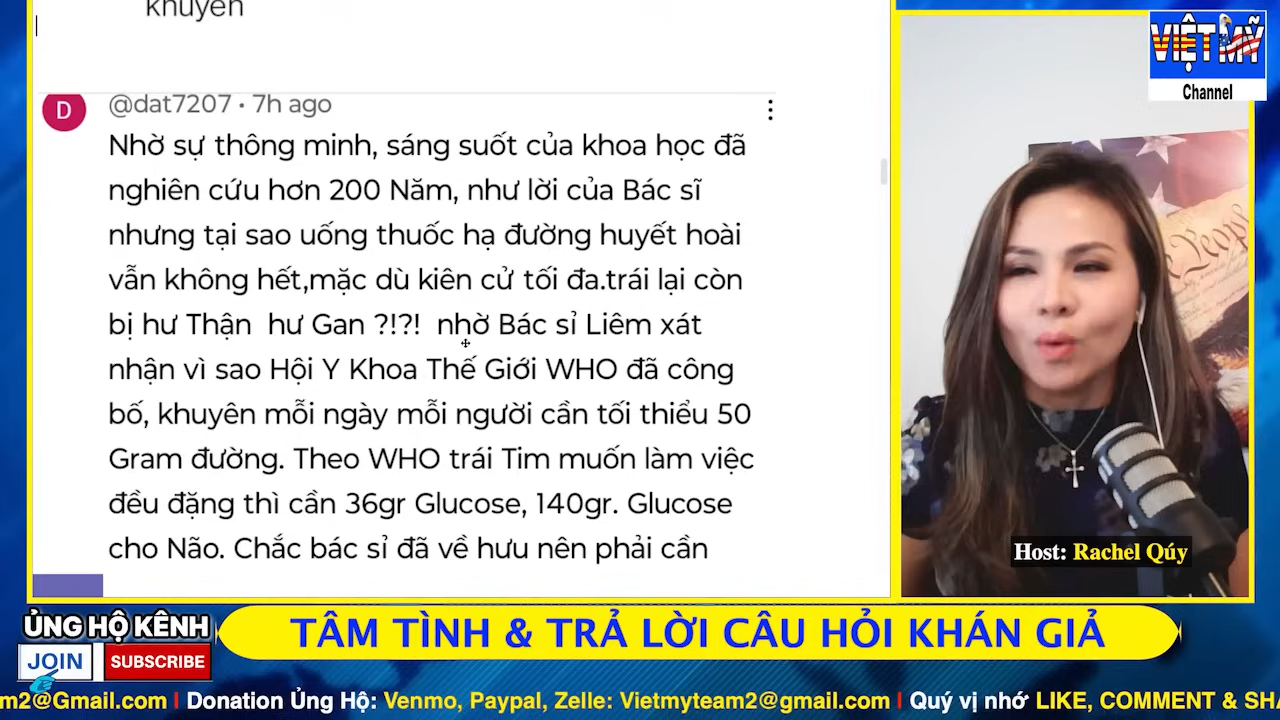 khuyên
D
@dat7207 • 7h ago
Nhờ sự thông minh, sáng suốt của khoa học đã
nghiên cứu hơn 200 Năm, như lời của Bác sĩ
nhưng tại sao uống thuốc hạ đường huyết hoài
vẫn không hết,mặc dù kiên cử tối đa.trái lại còn
bị hư Thận  hư Gan ?!?!  nhờ Bác sỉ Liêm xát
nhận vì sao Hội Y Khoa Thế Giới WHO đã công
bố, khuyên mỗi ngày mỗi người cần tối thiểu 50
Gram đường. Theo WHO trái Tim muốn làm việc
đều đặng thì cần 36gr Glucose, 140gr. Glucose
cho Não. Chắc bác sỉ đã về hưu nên phải cần
VIỆT MỸ
Channel
Host: Rachel Qúy
ỦNG HỘ KÊNH
JOIN
SUBSCRIBE
TÂM TÌNH & TRẢ LỜI CÂU HỎI KHÁN GIẢ
m2@Gmail.com I Donation Ủng Hộ: Venmo, Paypal, Zelle: Vietmyteam2@gmail.com I Quý vị nhớ LIKE, COMMENT & SHA